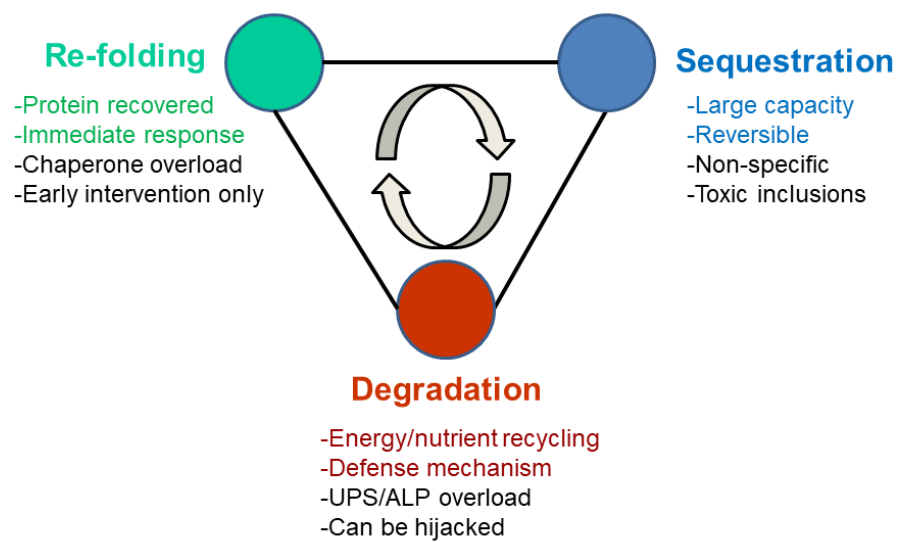 Re-folding
-Protein recovered
-Immediate response
-Chaperone overload
-Early intervention only
Sequestration
-Large capacity
-Reversible
-Non-specific
-Toxic inclusions
Degradation
-Energy/nutrient recycling
-Defense mechanism
-UPS/ALP overload
-Can be hijacked